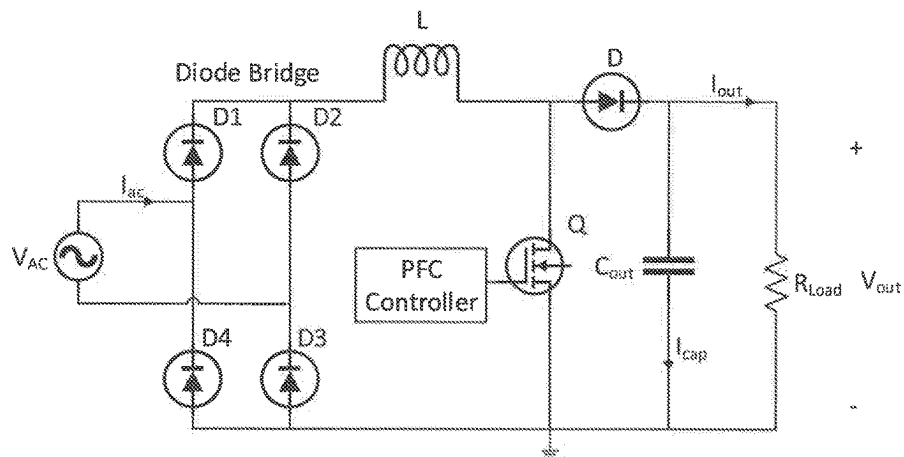 L
Diode Bridge
D
D1
D2
I_out
+
I_ac
V_AC
Q
PFC
Controller
C_out
R_Load
V_out
D4
D3
I_cap
-